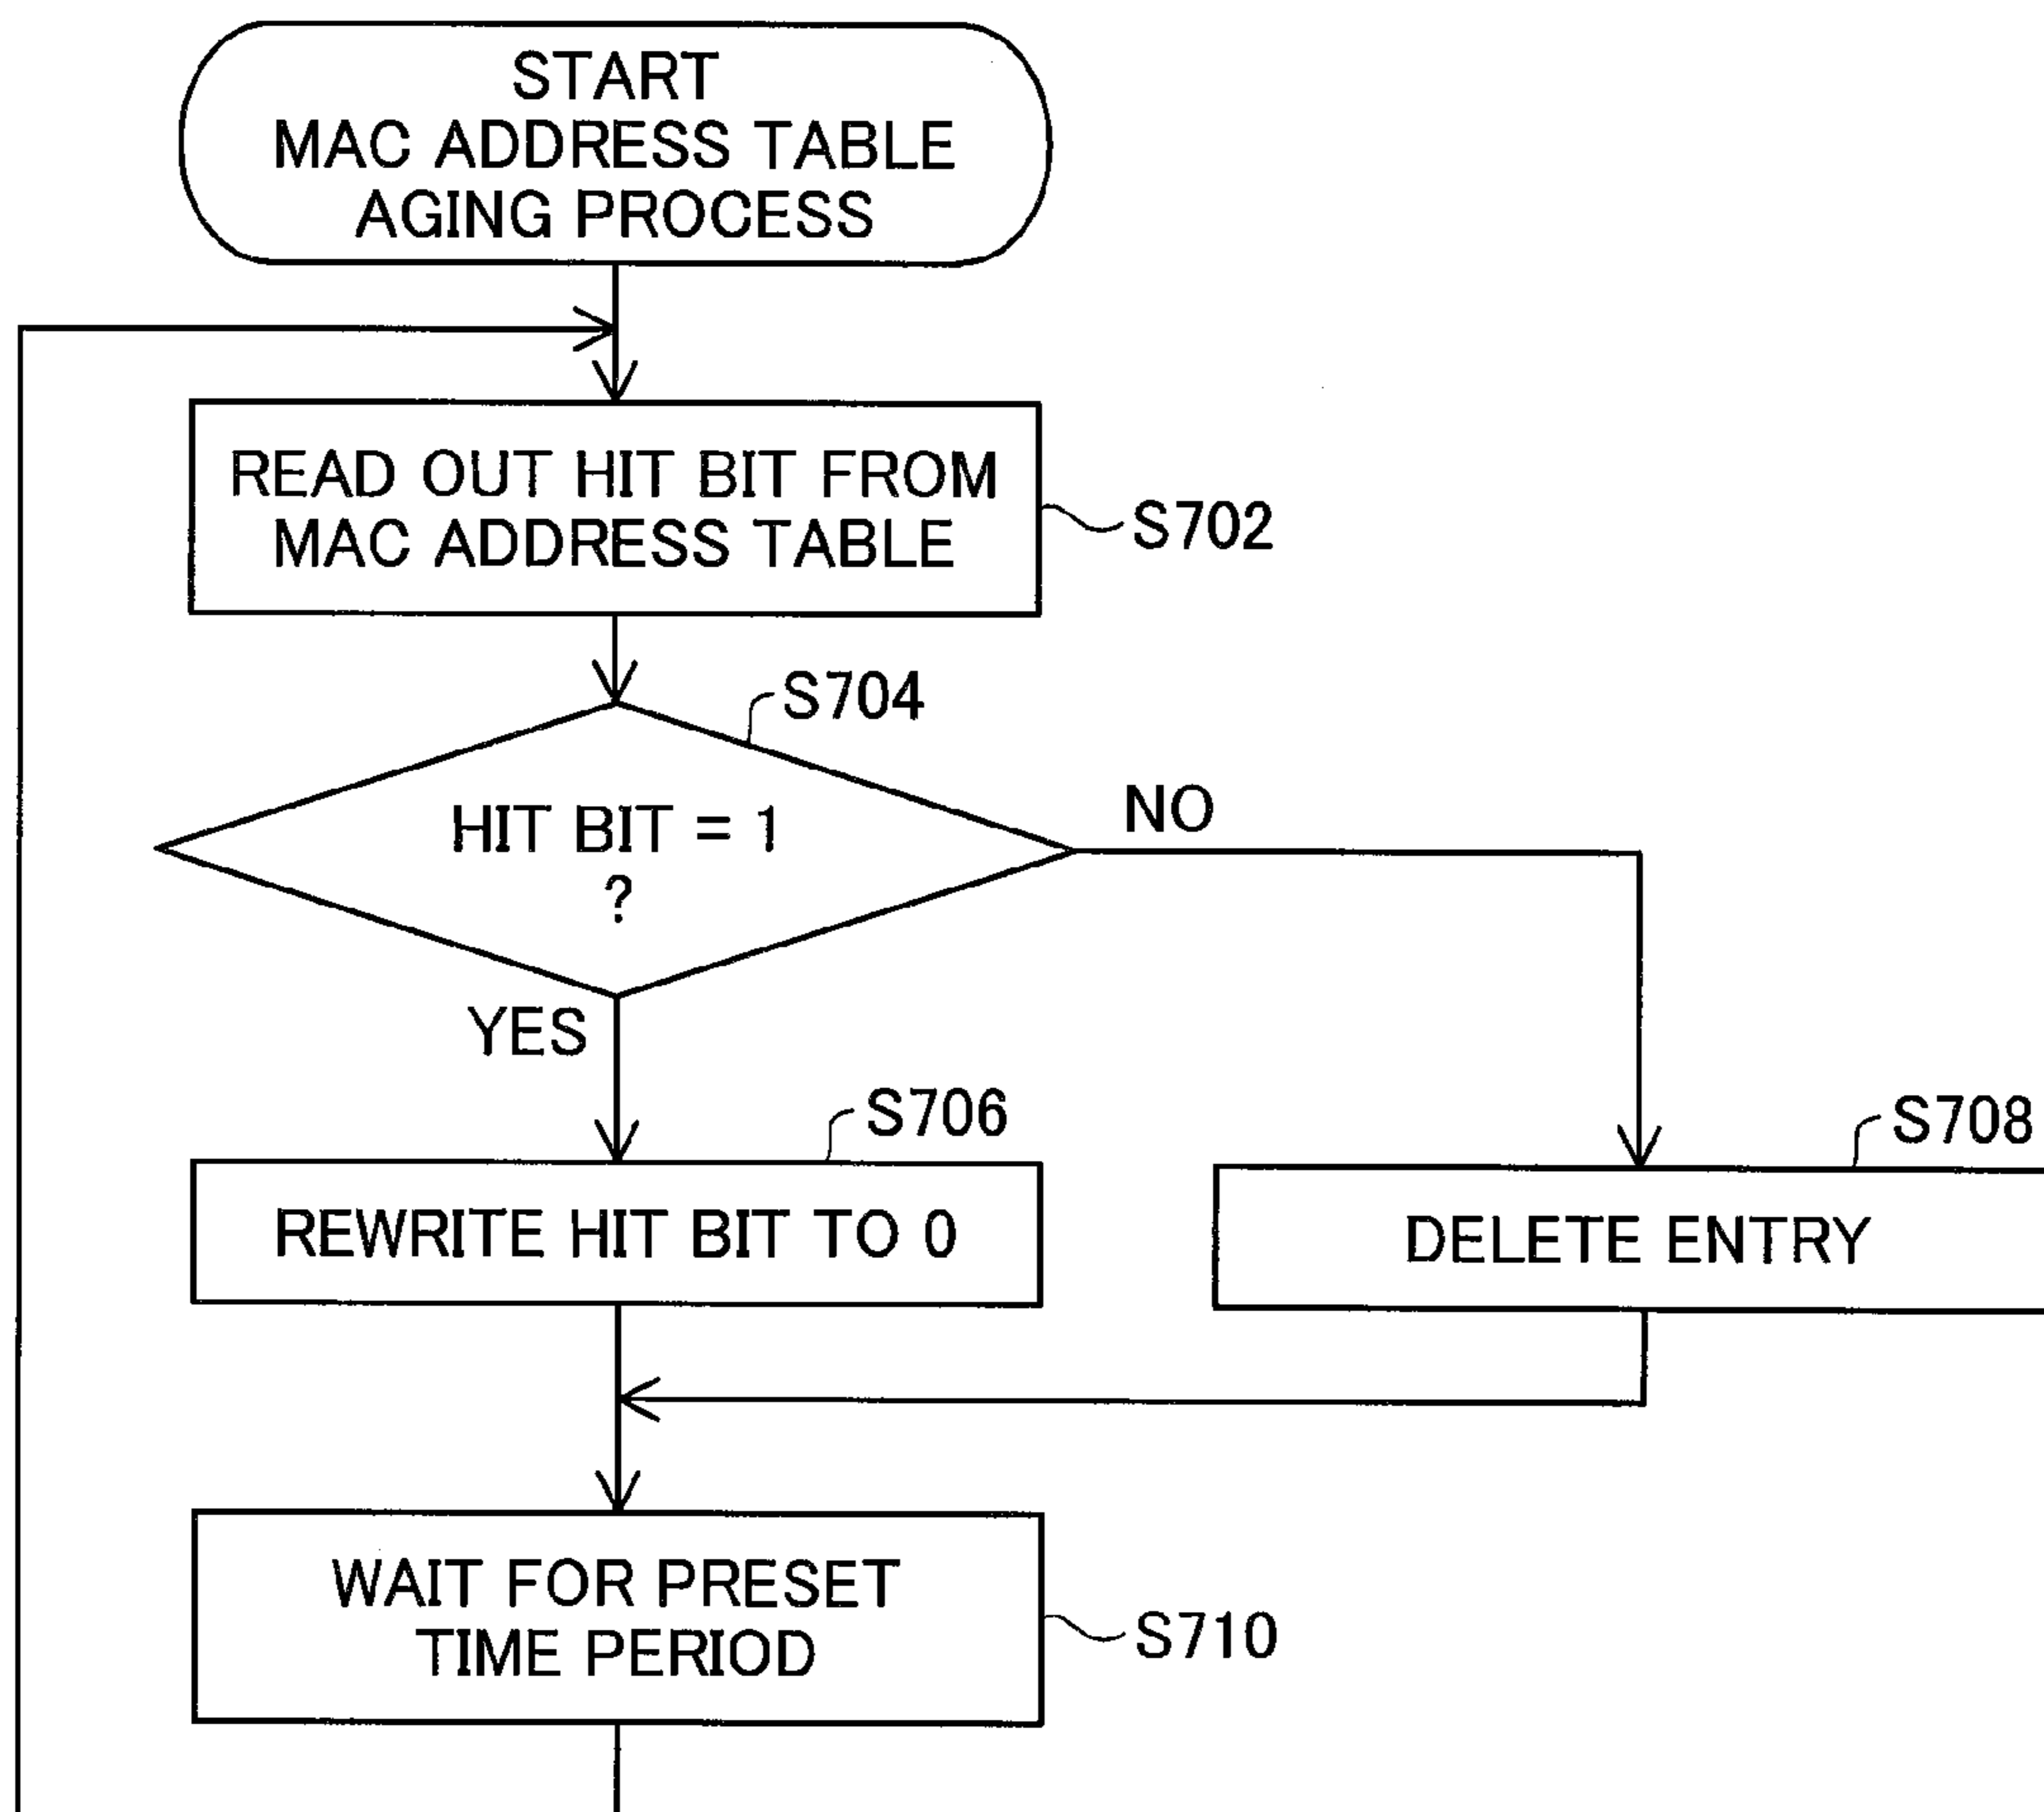 START
MAC ADDRESS TABLE
AGING PROCESS
READ OUT HIT BIT FROM
MAC ADDRESS TABLE
S702
S704
HIT BIT = 1
?
NO
YES
S706
S708
REWRITE HIT BIT TO 0
DELETE ENTRY
WAIT FOR PRESET
TIME PERIOD
S710